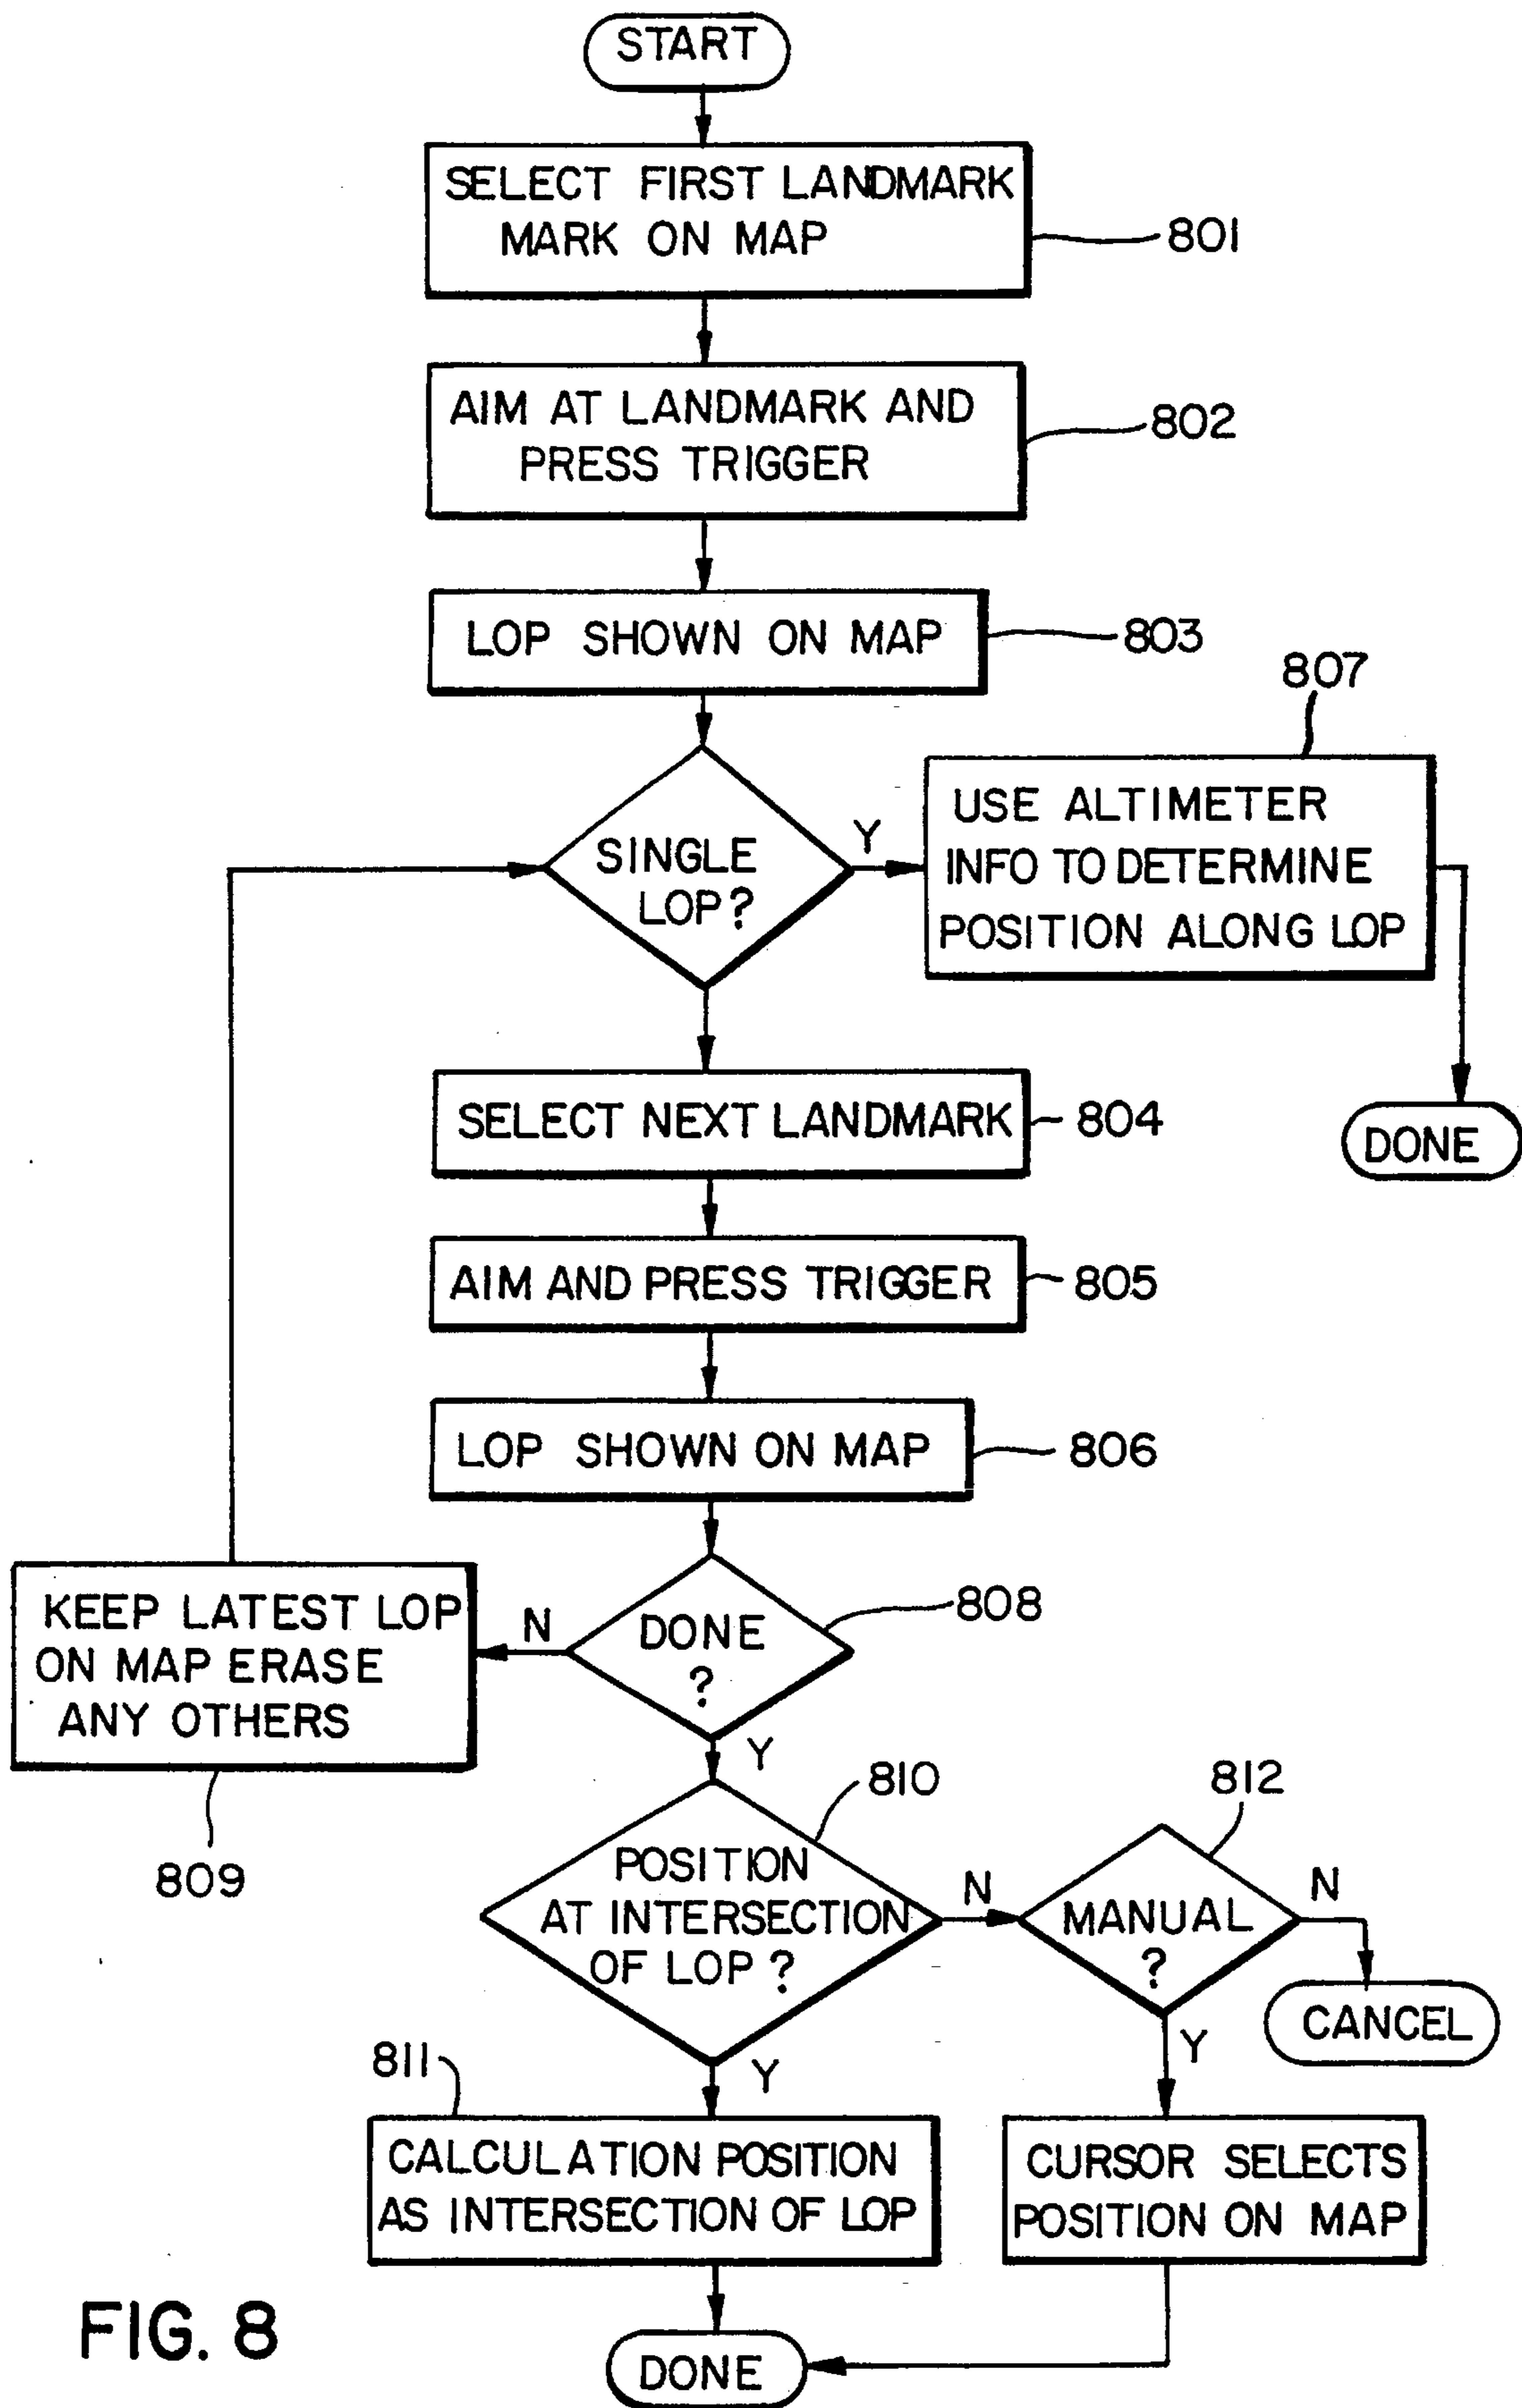 START
SELECT FIRST LANDMARK
MARK ON MAP
801
AIM AT LANDMARK AND
PRESS TRIGGER
802
LOP SHOWN ON MAP
803
807
SINGLE
LOP?
Y
USE ALTIMETER
INFO TO DETERMINE
POSITION ALONG LOP
DONE
SELECT NEXT LANDMARK
804
AIM AND PRESS TRIGGER
805
LOP SHOWN ON MAP
806
DONE
?
808
N
KEEP LATEST LOP
ON MAP ERASE
ANY OTHERS
809
Y
810
POSITION
AT INTERSECTION
OF LOP?
N
812
MANUAL
?
N
CANCEL
Y
Y
811
CALCULATION POSITION
AS INTERSECTION OF LOP
CURSOR SELECTS
POSITION ON MAP
DONE
FIG. 8